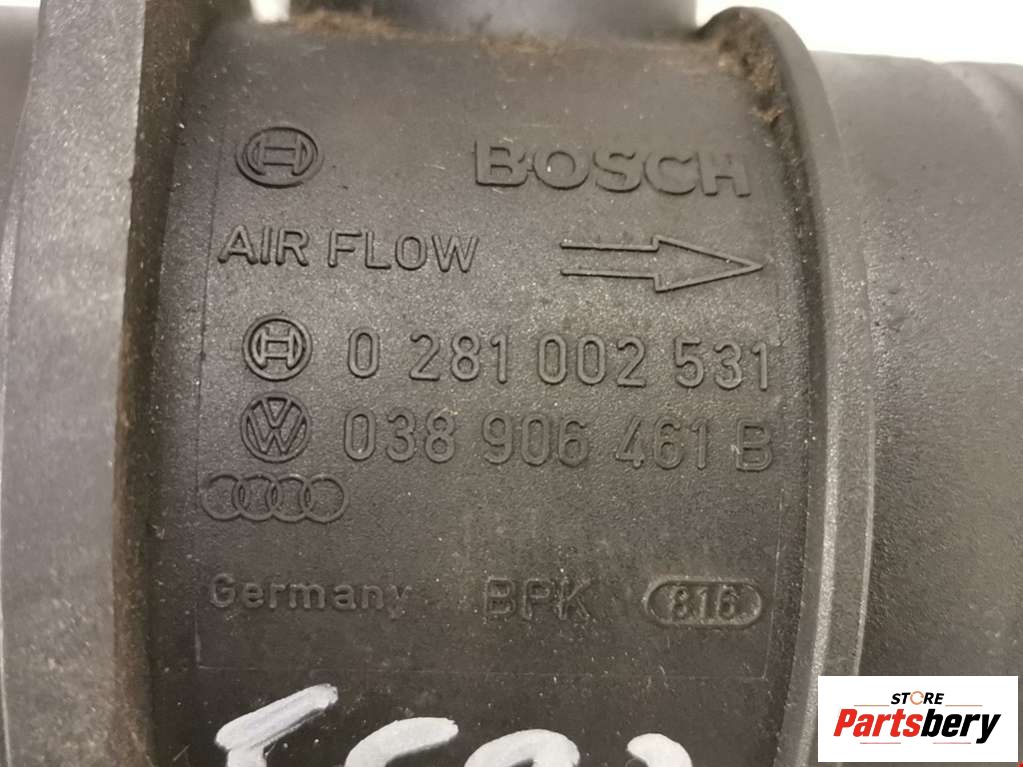 BOSCH
AIR FLOW
0 281 002 531
038 906 461 B
Germany BPK 816
STORE
Partsbery